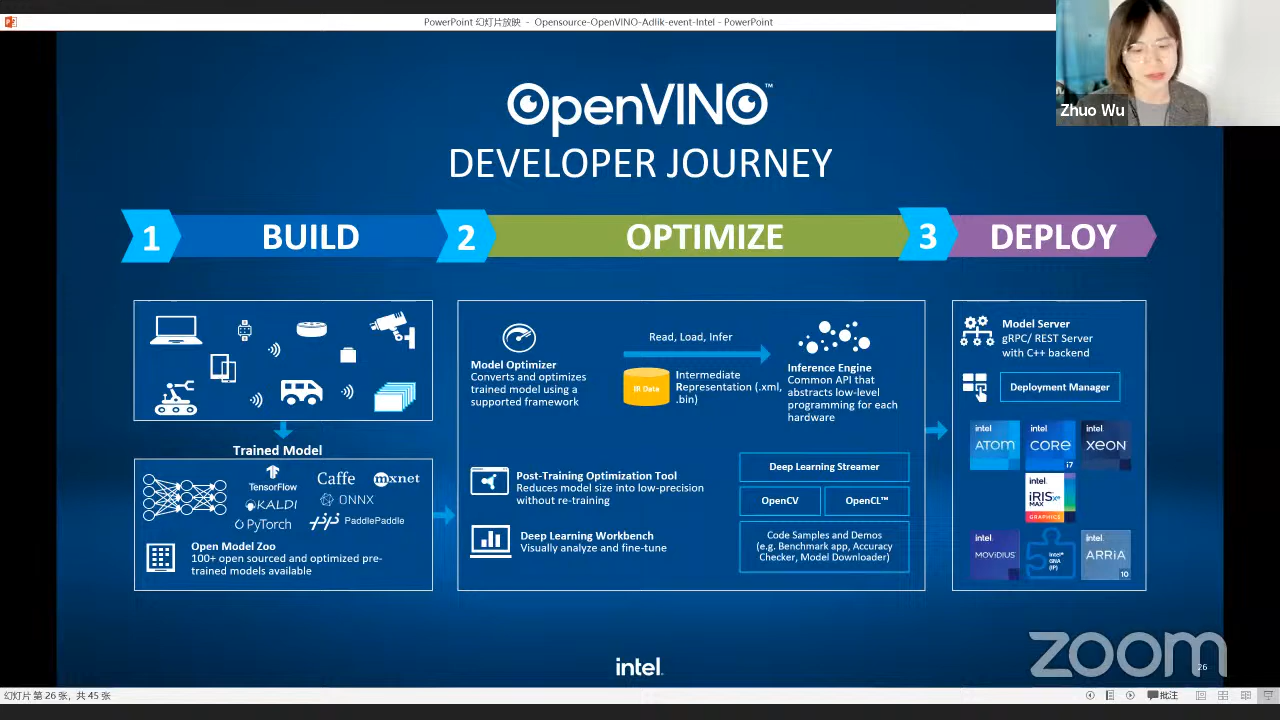 PowerPoint 幻灯片放映 - Opensource-OpenVINO-Adlik-event-Intel - PowerPoint
Zhuo Wu
OpenVINO™
DEVELOPER JOURNEY
1 BUILD
2 OPTIMIZE
3 DEPLOY
Trained Model
TensorFlow
Caffe
mxnet
KALDI
ONNX
PyTorch
PaddlePaddle
Open Model Zoo
100+ open sourced and optimized pre-
trained models available
Model Optimizer
Converts and optimizes
trained model using a
supported framework
Read, Load, Infer
IR Data
Intermediate
Representation (.xml,
.bin)
Inference Engine
Common API that
abstracts low-level
programming for each
hardware
Post-Training Optimization Tool
Reduces model size into low-precision
without re-training
Deep Learning Workbench
Visually analyze and fine-tune
Deep Learning Streamer
OpenCV
OpenCL™
Code Samples and Demos
(e.g. Benchmark app, Accuracy
Checker, Model Downloader)
Model Server
gRPC/ REST Server
with C++ backend
Deployment Manager
intel
ATOM
intel
CORE
i7
intel
XEON
intel.
iRIS Xe
MAX
GRAPHICS
intel.
MOVIDIUS
Intel®
GNA
(IP)
intel.
ARRIA
10
intel.
zoom
26
幻灯片 第 26 张，共 45 张
批注